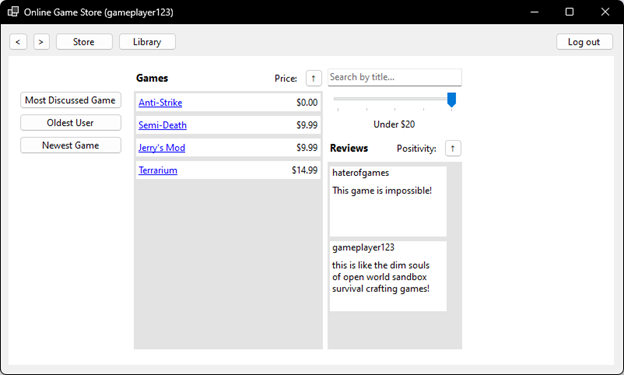 Online Game Store (gameplayer123)
< > Store Library Log out
Most Discussed Game
Oldest User
Newest Game
Games Price: ↑
Anti-Strike $0.00
Semi-Death $9.99
Jerry's Mod $9.99
Terrarium $14.99
Search by title...
Under $20
Reviews Positivity: ↑
haterofgames
This game is impossible!
gameplayer123
this is like the dim souls
of open world sandbox
survival crafting games!